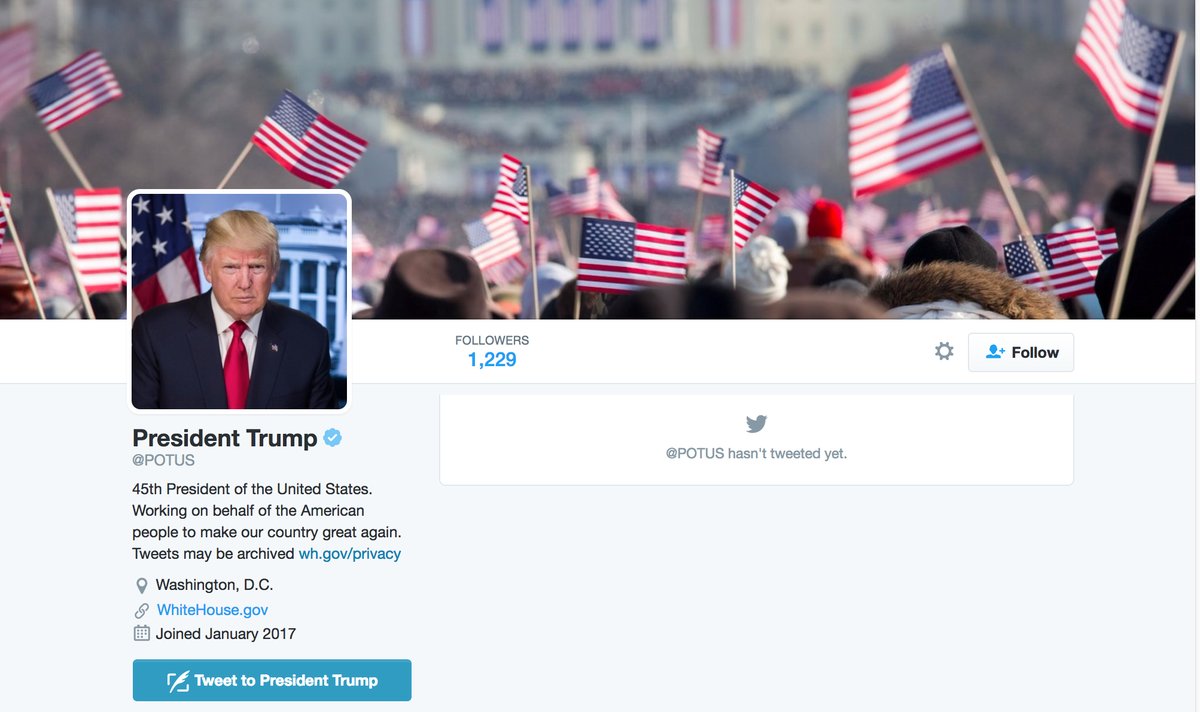 FOLLOWERS
1,229
Follow
President Trump
@POTUS
45th President of the United States.
Working on behalf of the American
people to make our country great again.
Tweets may be archived wh.gov/privacy
Washington, D.C.
WhiteHouse.gov
Joined January 2017
Tweet to President Trump
@POTUS hasn't tweeted yet.